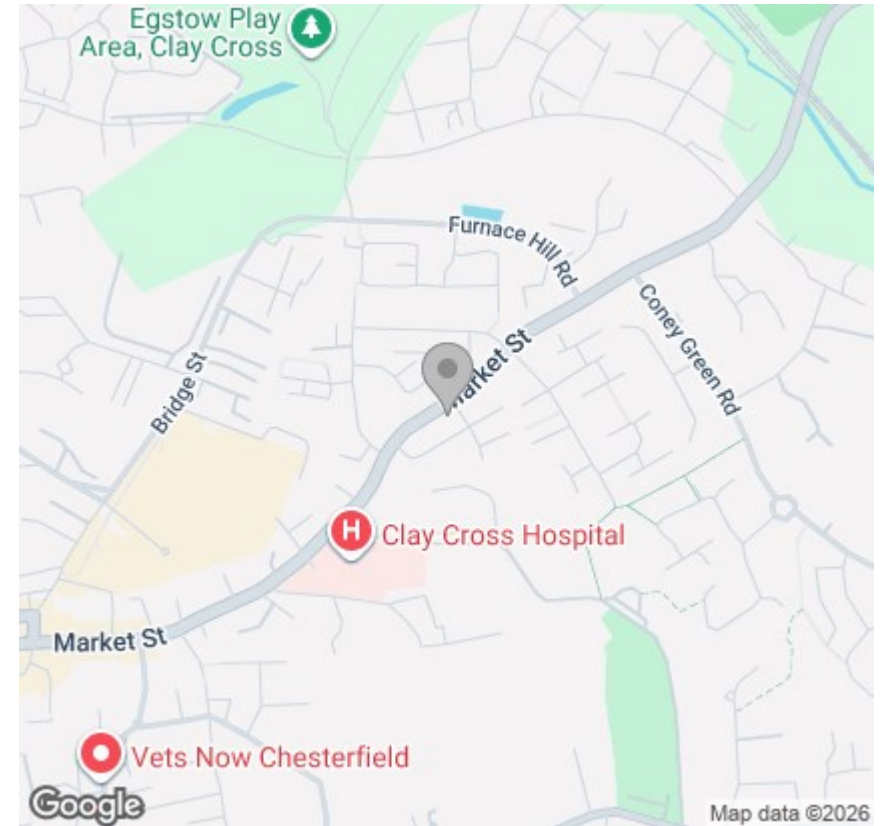 Egstow Play
Area, Clay Cross
Furnace Hill Rd
Coney Green Rd
Market St
Bridge St
H
Clay Cross Hospital
Market St
Vets Now Chesterfield
Google
Map data ©2026